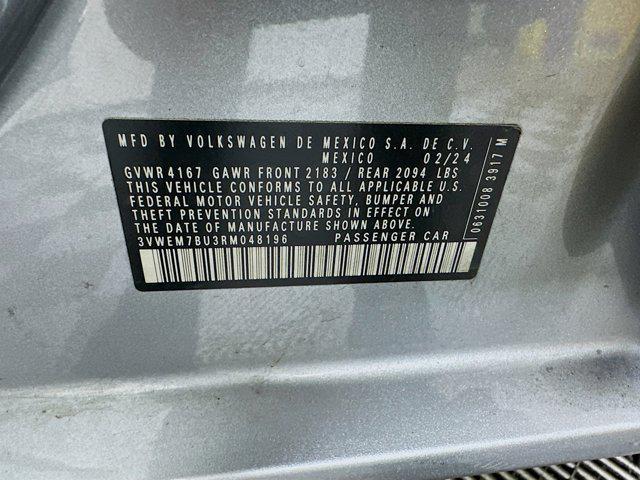 MFD BY VOLKSWAGEN DE MEXICO S.A. DE C.V.
MEXICO 02/24
GVWR 4167 GAWR FRONT 2183 / REAR 2094 LBS
THIS VEHICLE CONFORMS TO ALL APPLICABLE U.S.
FEDERAL MOTOR VEHICLE SAFETY, BUMPER AND
THEFT PREVENTION STANDARDS IN EFFECT ON
THE DATE OF MANUFACTURE SHOWN ABOVE.
3VWEM7BU3RM048196 PASSENGER CAR
0631008 3917 M